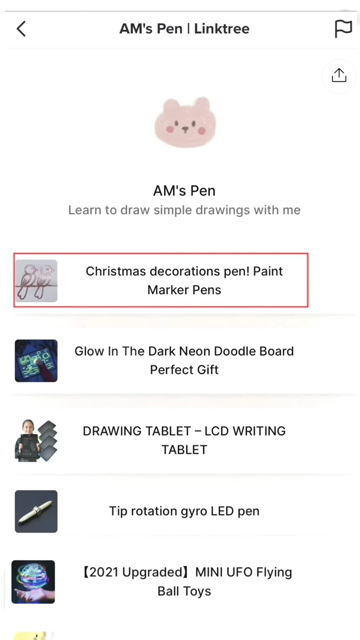 AM's Pen | Linktree
AM's Pen
Learn to draw simple drawings with me
Christmas decorations pen! Paint
Marker Pens
Glow In The Dark Neon Doodle Board
Perfect Gift
DRAWING TABLET – LCD WRITING
TABLET
Tip rotation gyro LED pen
【2021 Upgraded】MINI UFO Flying
Ball Toys